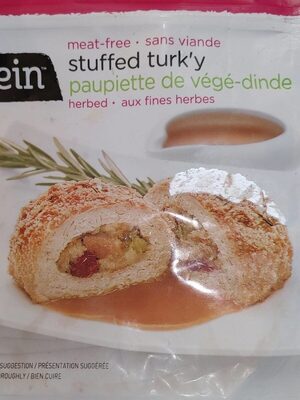 meat-free • sans viande
ein™
stuffed turk'y
paupiette de végé-dinde
herbed • aux fines herbes
SUGGESTION / PRÉSENTATION SUGGÉRÉE
ROUGHLY / BIEN CUIRE